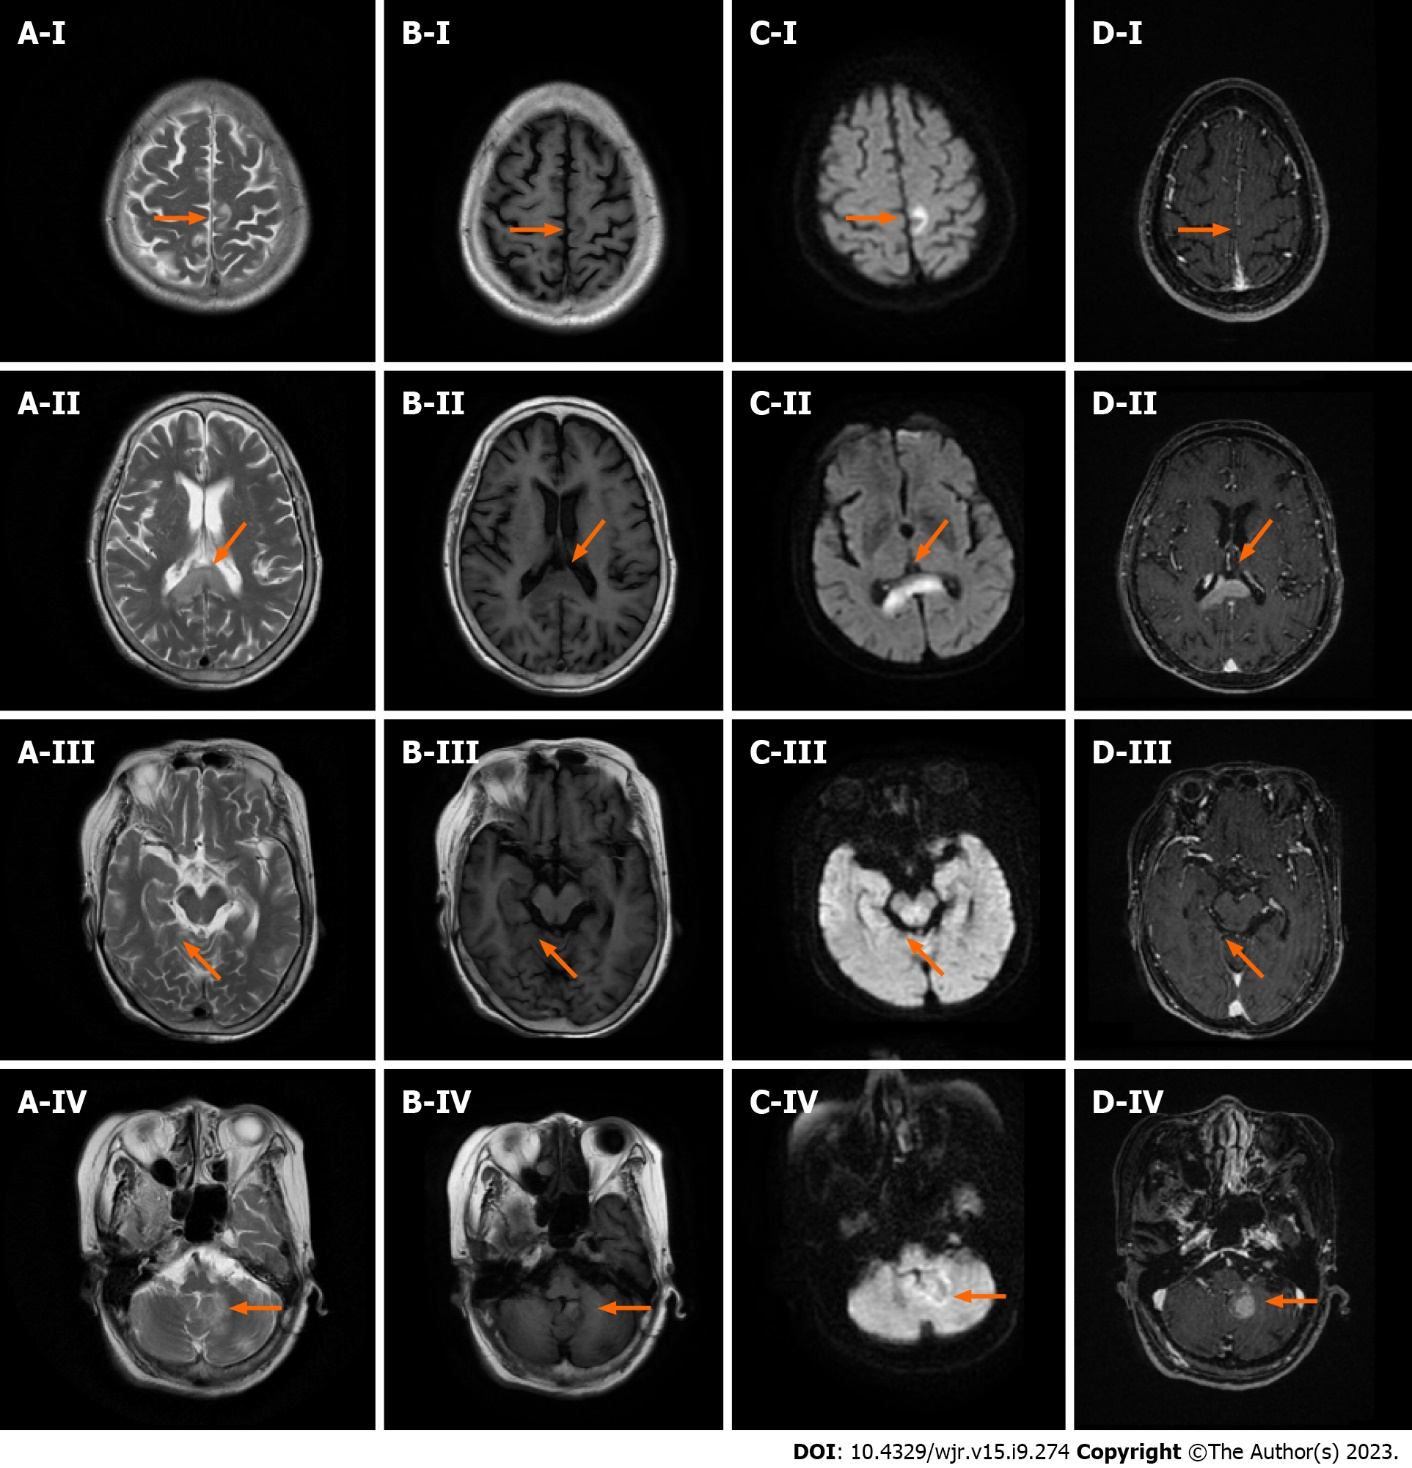 A-I
B-I
C-I
D-I
A-II
B-II
C-II
D-II
A-III
B-III
C-III
D-III
A-IV
B-IV
C-IV
D-IV
DOI: 10.4329/wjr.v15.i9.274 Copyright ©The Author(s) 2023.